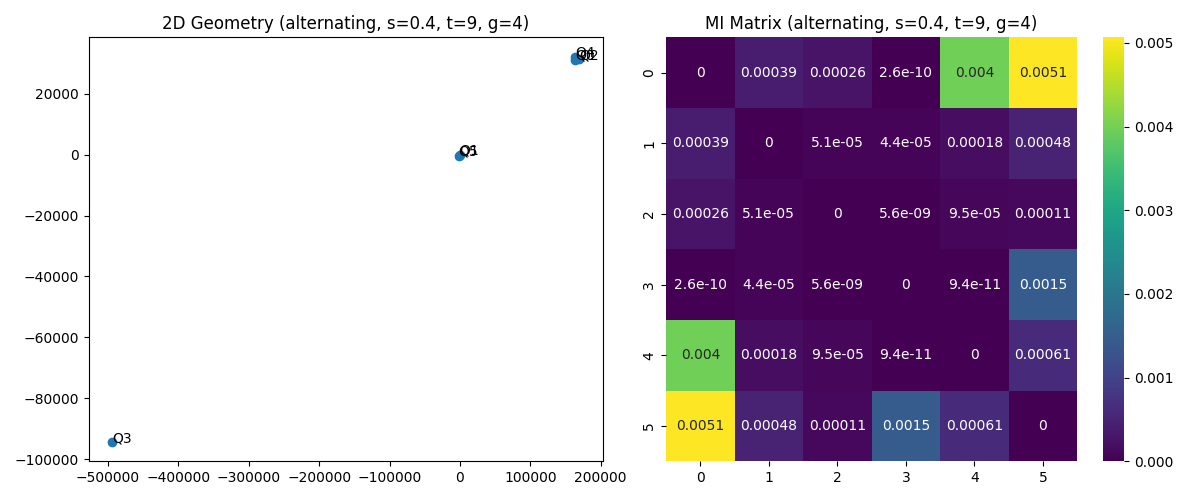 2D Geometry (alternating, s=0.4, t=9, g=4)
20000
0
−20000
−40000
−60000
−80000
−100000
−500000 −400000 −300000 −200000 −100000 0 100000 200000
Q3
MI Matrix (alternating, s=0.4, t=9, g=4)
0 0 0.00039 0.00026 2.6e-10 0.004 0.0051
1 0.00039 0 5.1e-05 4.4e-05 0.00018 0.00048
2 0.00026 5.1e-05 0 5.6e-09 9.5e-05 0.00011
3 2.6e-10 4.4e-05 5.6e-09 0 9.4e-11 0.0015
4 0.004 0.00018 9.5e-05 9.4e-11 0 0.00061
5 0.0051 0.00048 0.00011 0.0015 0.00061 0
0 1 2 3 4 5
0.005
0.004
0.003
0.002
0.001
0.000